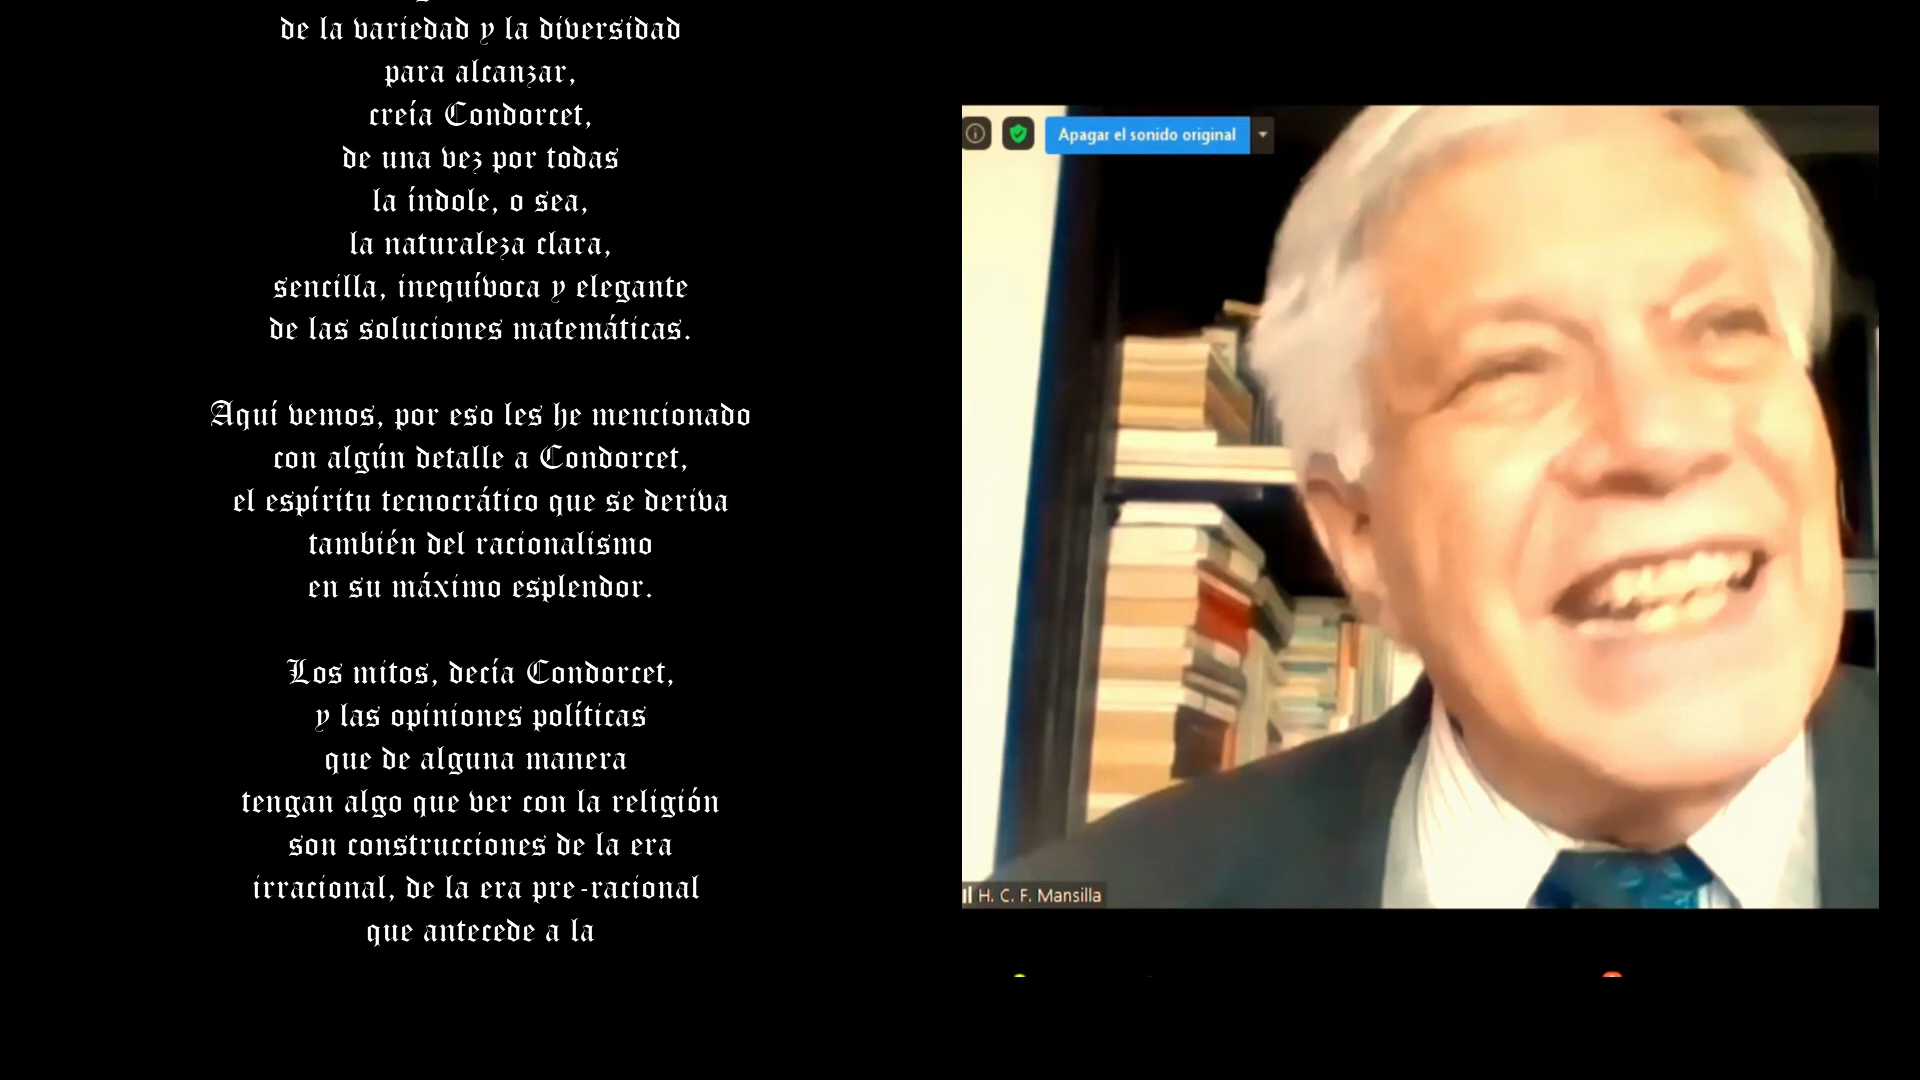 de la variedad y la diversidad
para alcanzar,
creía Condorcet,
de una vez por todas
la índole, o sea,
la naturaleza clara,
sencilla, inequívoca y elegante
de las soluciones matemáticas.
Aquí vemos, por eso les he mencionado
con algún detalle a Condorcet,
el espíritu tecnocrático que se deriva
también del racionalismo
en su máximo esplendor.
Los mitos, decía Condorcet,
y las opiniones políticas
que de alguna manera
tengan algo que ver con la religión
son construcciones de la era
irracional, de la era pre-racional
que antecede a la
Apagar el sonido original
H. C. F. Mansilla